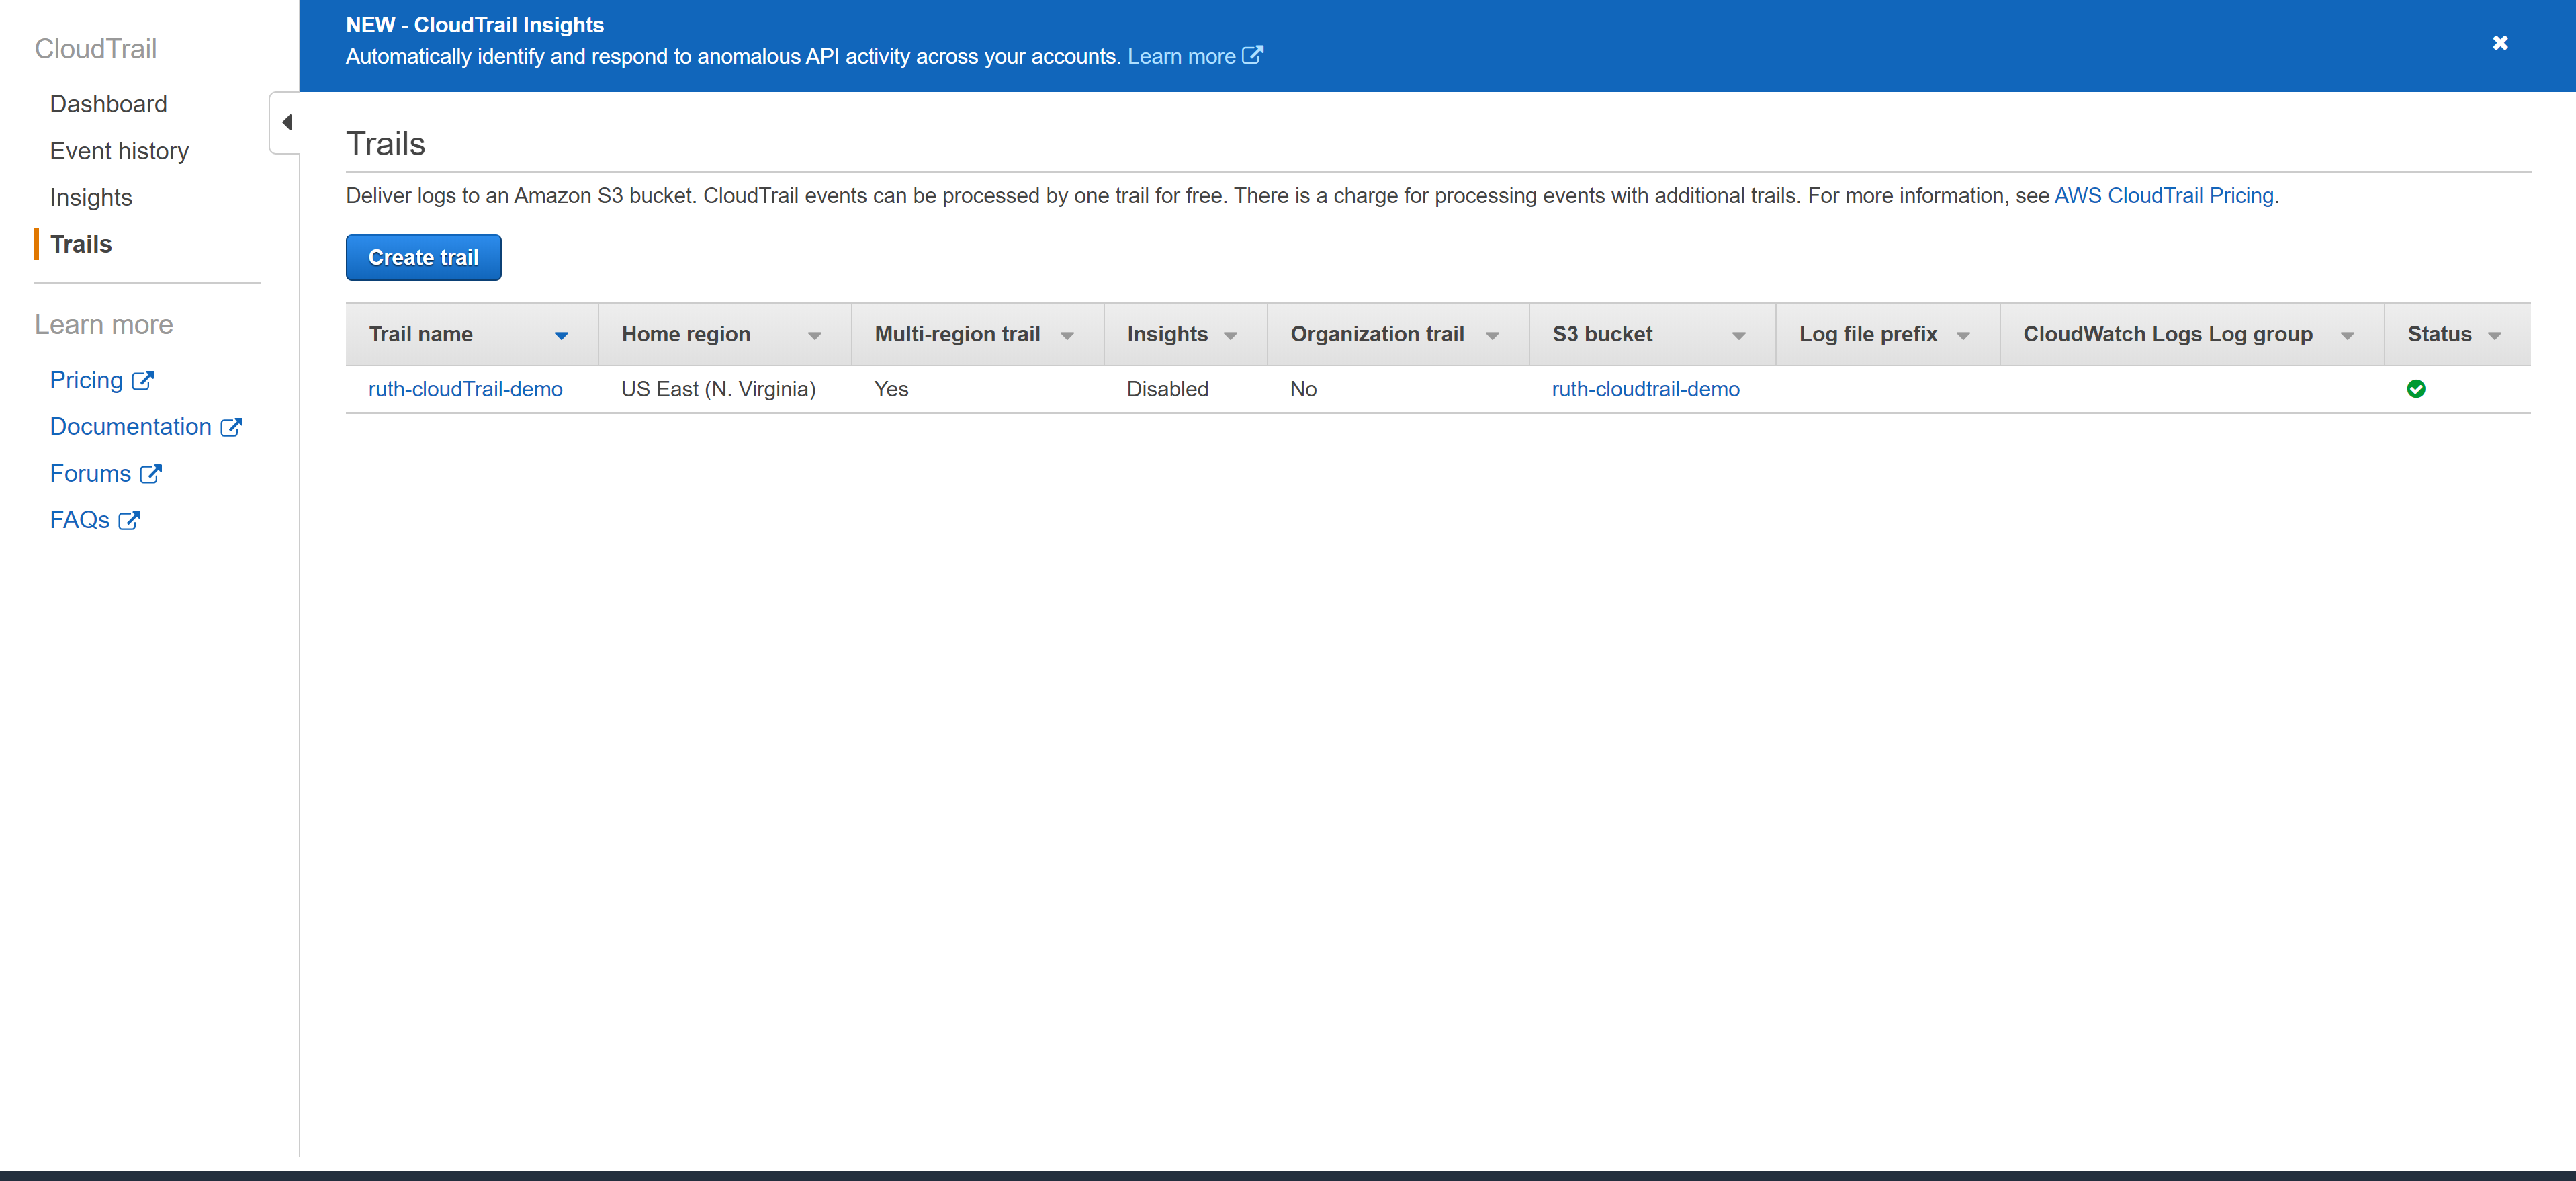 CloudTrail
Dashboard
Event history
Insights
Trails
Learn more
Pricing
Documentation
Forums
FAQs
NEW - CloudTrail Insights
Automatically identify and respond to anomalous API activity across your accounts. Learn more
Trails
Deliver logs to an Amazon S3 bucket. CloudTrail events can be processed by one trail for free. There is a charge for processing events with additional trails. For more information, see AWS CloudTrail Pricing.
Create trail
Trail name Home region Multi-region trail Insights Organization trail S3 bucket Log file prefix CloudWatch Logs Log group Status
ruth-cloudTrail-demo US East (N. Virginia) Yes Disabled No ruth-cloudtrail-demo